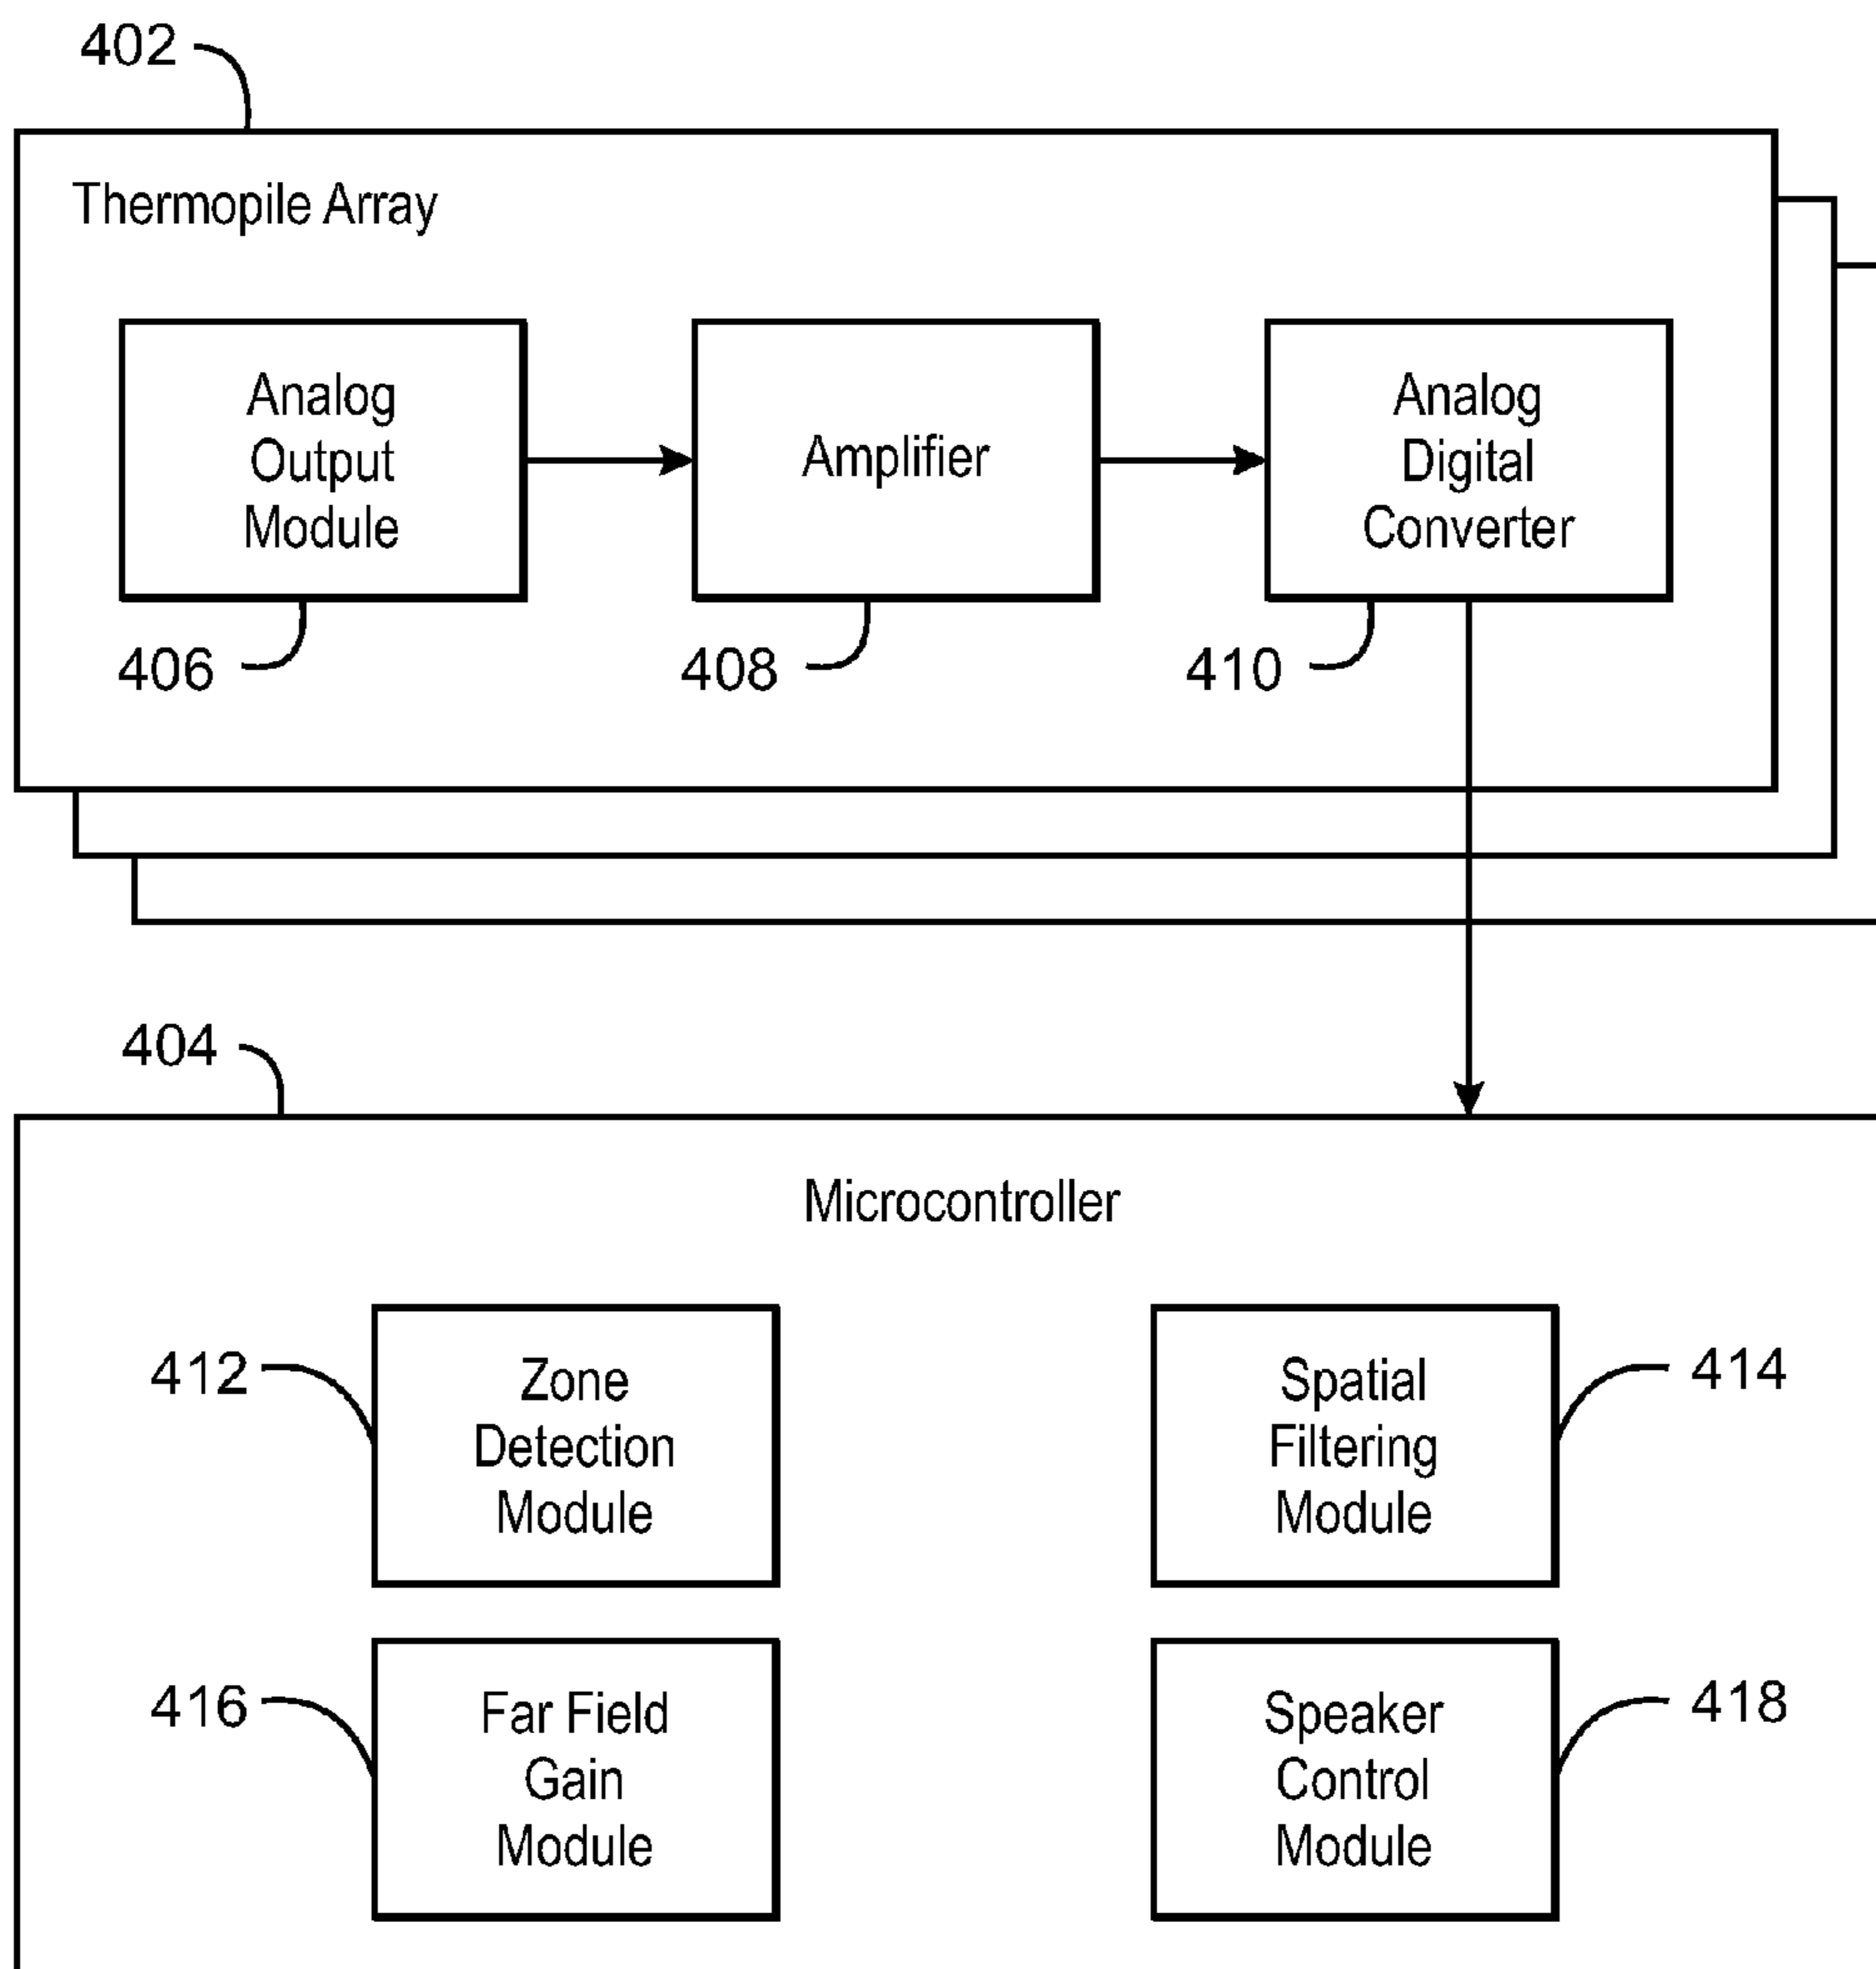 402
Thermopile Array
Analog
Output
Module
Amplifier
Analog
Digital
Converter
406
408
410
404
Microcontroller
412
Zone
Detection
Module
Spatial
Filtering
Module
414
416
Far Field
Gain
Module
Speaker
Control
Module
418